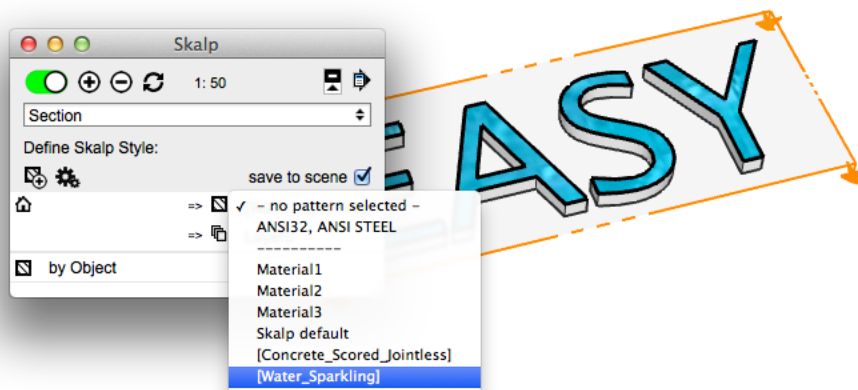 Skalp
1: 50
Section
Define Skalp Style:
save to scene
=>
- no pattern selected -
=>
ANSI32, ANSI STEEL
----------
by Object
Material1
Material2
Material3
Skalp default
[Concrete_Scored_Jointless]
[Water_Sparkling]
EASY